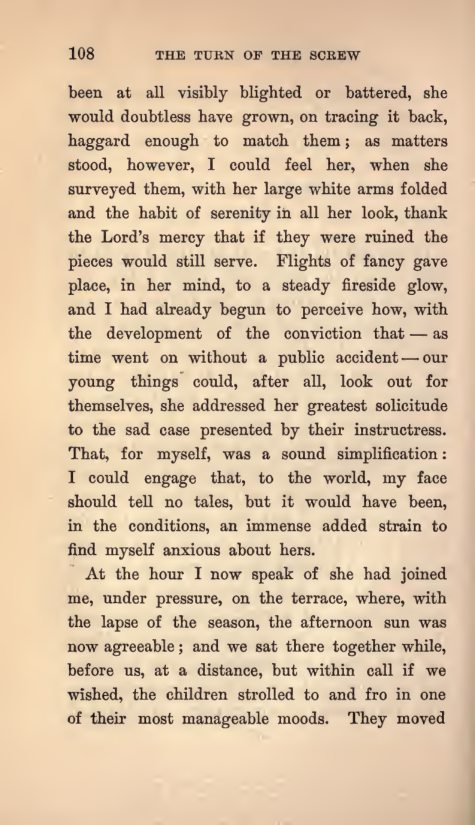 108 THE TURN OF THE SCREW
been at all visibly blighted or battered, she
would doubtless have grown, on tracing it back,
haggard enough to match them; as matters
stood, however, I could feel her, when she
surveyed them, with her large white arms folded
and the habit of serenity in all her look, thank
the Lord's mercy that if they were ruined the
pieces would still serve. Flights of fancy gave
place, in her mind, to a steady fireside glow,
and I had already begun to perceive how, with
the development of the conviction that — as
time went on without a public accident — our
young things could, after all, look out for
themselves, she addressed her greatest solicitude
to the sad case presented by their instructress.
That, for myself, was a sound simplification:
I could engage that, to the world, my face
should tell no tales, but it would have been,
in the conditions, an immense added strain to
find myself anxious about hers.
At the hour I now speak of she had joined
me, under pressure, on the terrace, where, with
the lapse of the season, the afternoon sun was
now agreeable; and we sat there together while,
before us, at a distance, but within call if we
wished, the children strolled to and fro in one
of their most manageable moods. They moved